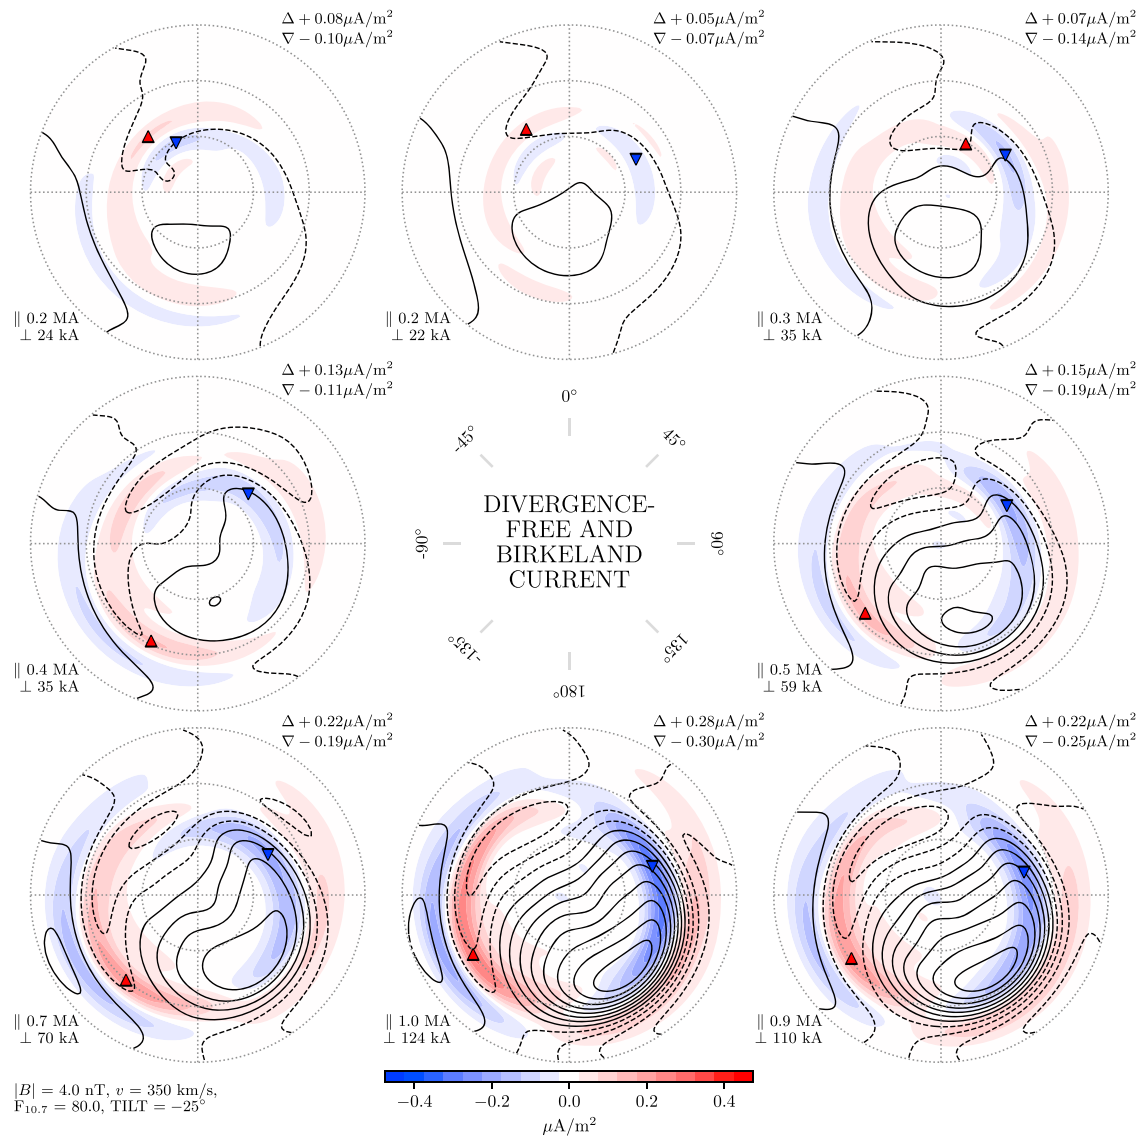 Δ + 0.08μA/m²
∇ − 0.10μA/m²
Δ + 0.05μA/m²
∇ − 0.07μA/m²
Δ + 0.07μA/m²
∇ − 0.14μA/m²
∥ 0.2 MA
⊥ 24 kA
∥ 0.2 MA
⊥ 22 kA
∥ 0.3 MA
⊥ 35 kA
Δ + 0.13μA/m²
∇ − 0.11μA/m²
Δ + 0.15μA/m²
∇ − 0.19μA/m²
0°
-45°
45°
DIVERGENCE-
FREE AND
BIRKELAND
CURRENT
-90°
90°
-135°
135°
180°
∥ 0.4 MA
⊥ 35 kA
∥ 0.5 MA
⊥ 59 kA
Δ + 0.22μA/m²
∇ − 0.19μA/m²
Δ + 0.28μA/m²
∇ − 0.30μA/m²
Δ + 0.22μA/m²
∇ − 0.25μA/m²
∥ 0.7 MA
⊥ 70 kA
∥ 1.0 MA
⊥ 124 kA
∥ 0.9 MA
⊥ 110 kA
|B| = 4.0 nT, v = 350 km/s,
F₁₀.₇ = 80.0, TILT = −25°
−0.4 −0.2 0.0 0.2 0.4
μA/m²